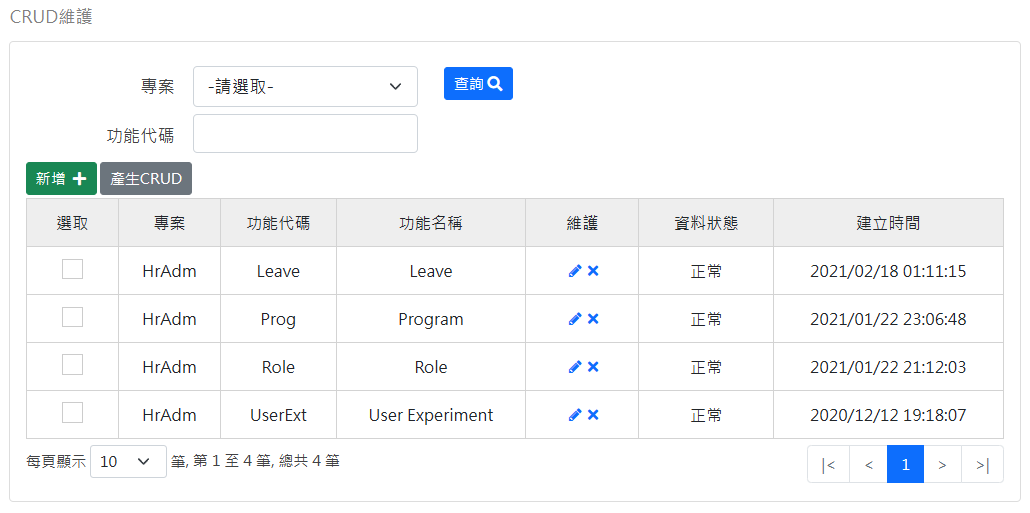 CRUD維護
專案 -請選取- 查詢
功能代碼
新增 產生CRUD
選取 專案 功能代碼 功能名稱 維護 資料狀態 建立時間
HrAdm Leave Leave 正常 2021/02/18 01:11:15
HrAdm Prog Program 正常 2021/01/22 23:06:48
HrAdm Role Role 正常 2021/01/22 21:12:03
HrAdm UserExt User Experiment 正常 2020/12/12 19:18:07
每頁顯示 10 筆, 第 1 至 4 筆, 總共 4 筆 |< < 1 > >|